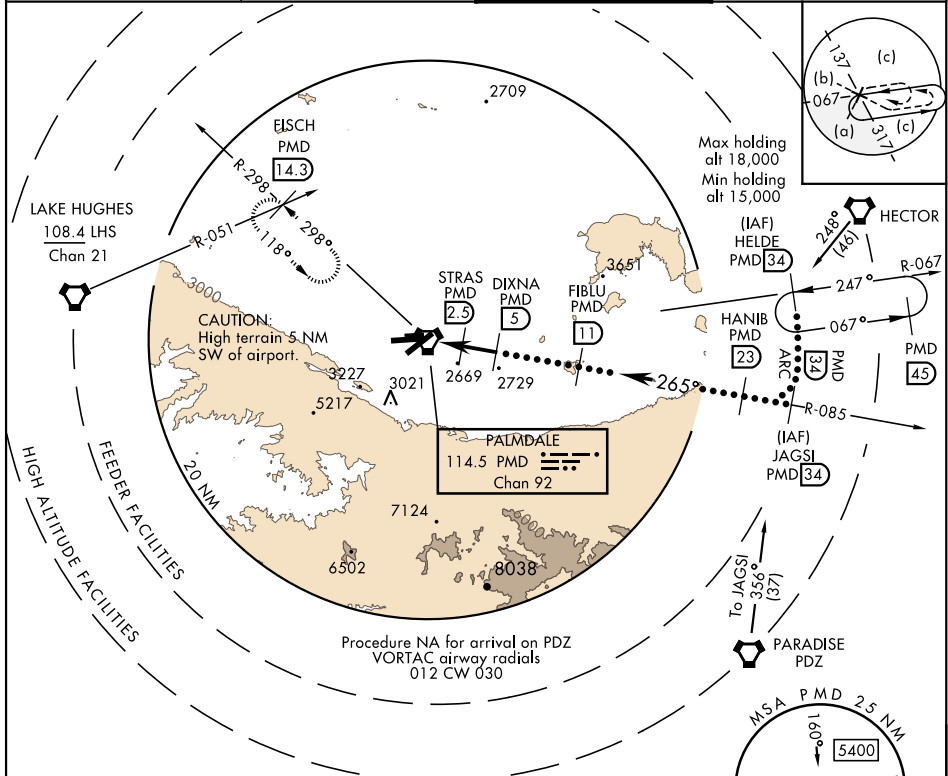 2709
EISCH
PMD
14.3
R-298
298°
118°
R-051
LAKE HUGHES
108.4 LHS
Chan 21
3000
CAUTION:
High terrain 5 NM
SW of airport.
3227
5217
3021
STRAS
PMD
2.5
DIXNA
PMD
5
FIBLU
PMD
11
3651
2669
2729
265°
Max holding
alt 18,000
Min holding
alt 15,000
137
(c)
(b)
067
(a)
(c)
317
(IAF)
HELDE
PMD 34
248°
(46)
HECTOR
R-067
247°
067°
HANIB
PMD
23
ARC
34
PMD
PMD
45
R-085
(IAF)
JAGSI
PMD 34
PALMDALE
114.5 PMD
Chan 92
20 NM
7124
6502
8038
HIGH ALTITUDE FACILITIES
FEEDER FACILITIES
To JAGSI
356°
(37)
PARADISE
PDZ
Procedure NA for arrival on PDZ
VORTAC airway radials
012 CW 030
MSA PMD 25 NM
160°
5400